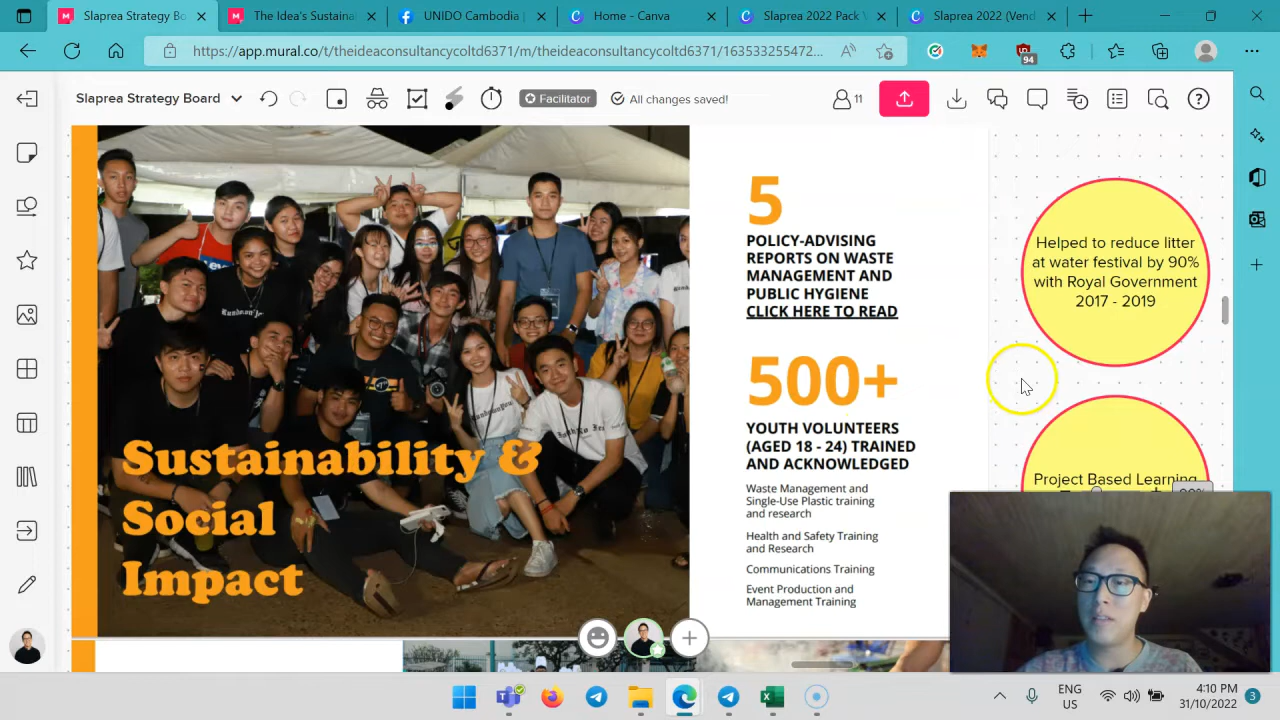 Slaprea Strategy Bo
The Idea's Sustaina
UNIDO Cambodia |
Home - Canva
Slaprea 2022 Pack V
Slaprea 2022 (Vend
https://app.mural.co/t/theideaconsultancycoltd6371/m/theideaconsultancycoltd6371/163533255472...
94
Slaprea Strategy Board
Facilitator
All changes saved!
11
5
POLICY-ADVISING
REPORTS ON WASTE
MANAGEMENT AND
PUBLIC HYGIENE
CLICK HERE TO READ
500+
YOUTH VOLUNTEERS
(AGED 18 - 24) TRAINED
AND ACKNOWLEDGED
Waste Management and
Single-Use Plastic training
and research
Health and Safety Training
and Research
Communications Training
Event Production and
Management Training
Sustainability &
Social
Impact
Helped to reduce litter
at water festival by 90%
with Royal Government
2017 - 2019
Project Based Learning
ENG
US
4:10 PM
31/10/2022
3